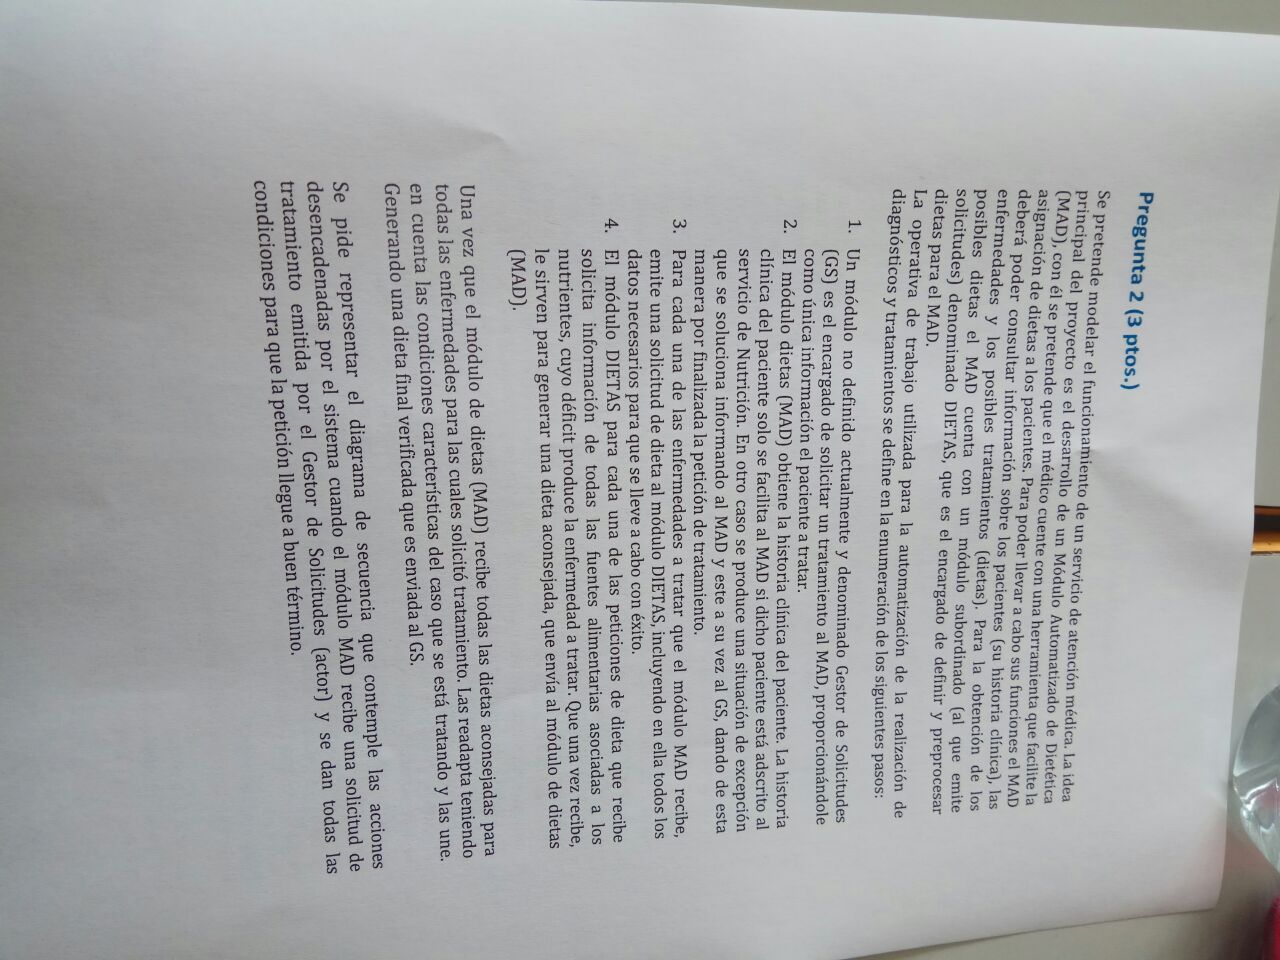 Pregunta 2 (3 ptos.)
Se pretende modelar el funcionamiento de un servicio de atención médica. La idea
principal del proyecto es el desarrollo de un Módulo Automatizado de Dietética
(MAD), con él se pretende que el médico cuente con una herramienta que facilite la
asignación de dietas a los pacientes. Para poder llevar a cabo sus funciones el MAD
deberá poder consultar información sobre los pacientes (su historia clínica), las
enfermedades y los posibles tratamientos (dietas). Para la obtención de los
posibles dietas el MAD cuenta con un módulo subordinado (al que emite
solicitudes) denominado DIETAS, que es el encargado de definir y preprocesar
dietas para el MAD.
La operativa de trabajo utilizada para la automatización de la realización de
diagnósticos y tratamientos se define en la enumeración de los siguientes pasos:
1. Un módulo no definido actualmente y denominado Gestor de Solicitudes
(GS) es el encargado de solicitar un tratamiento al MAD, proporcionándole
como única información el paciente a tratar.
2. El módulo dietas (MAD) obtiene la historia clínica del paciente. La historia
clínica del paciente solo se facilita al MAD si dicho paciente está adscrito al
servicio de Nutrición. En otro caso se produce una situación de excepción
que se soluciona informando al MAD y este a su vez al GS, dando de esta
manera por finalizada la petición de tratamiento.
3. Para cada una de las enfermedades a tratar que el módulo MAD recibe,
emite una solicitud de dieta al módulo DIETAS, incluyendo en ella todos los
datos necesarios para que se lleve a cabo con éxito.
4. El módulo DIETAS para cada una de las peticiones de dieta que recibe
solicita información de todas las fuentes alimentarias asociadas a los
nutrientes, cuyo déficit produce la enfermedad a tratar. Que una vez recibe,
le sirven para generar una dieta aconsejada, que envía al módulo de dietas
(MAD).
Una vez que el módulo de dietas (MAD) recibe todas las dietas aconsejadas para
todas las enfermedades para las cuales solicitó tratamiento. Las readapta teniendo
en cuenta las condiciones características del caso que se está tratando y las une.
Generando una dieta final verificada que es enviada al GS.
Se pide representar el diagrama de secuencia que contemple las acciones
desencadenadas por el sistema cuando el módulo MAD recibe una solicitud de
tratamiento emitida por el Gestor de Solicitudes (actor) y se dan todas las
condiciones para que la petición llegue a buen término.